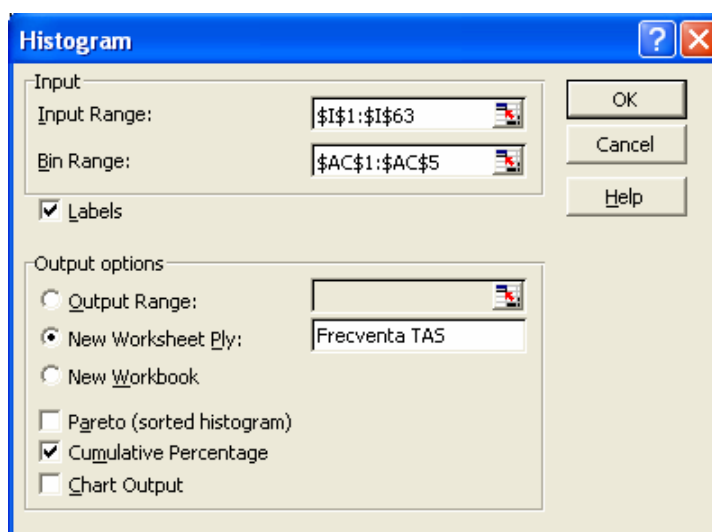 Histogram
Input
Input Range: $I$1:$I$63
Bin Range: $AC$1:$AC$5
Labels
OK
Cancel
Help
Output options
Output Range:
New Worksheet Ply: Frecventa TAS
New Workbook
Pareto (sorted histogram)
Cumulative Percentage
Chart Output